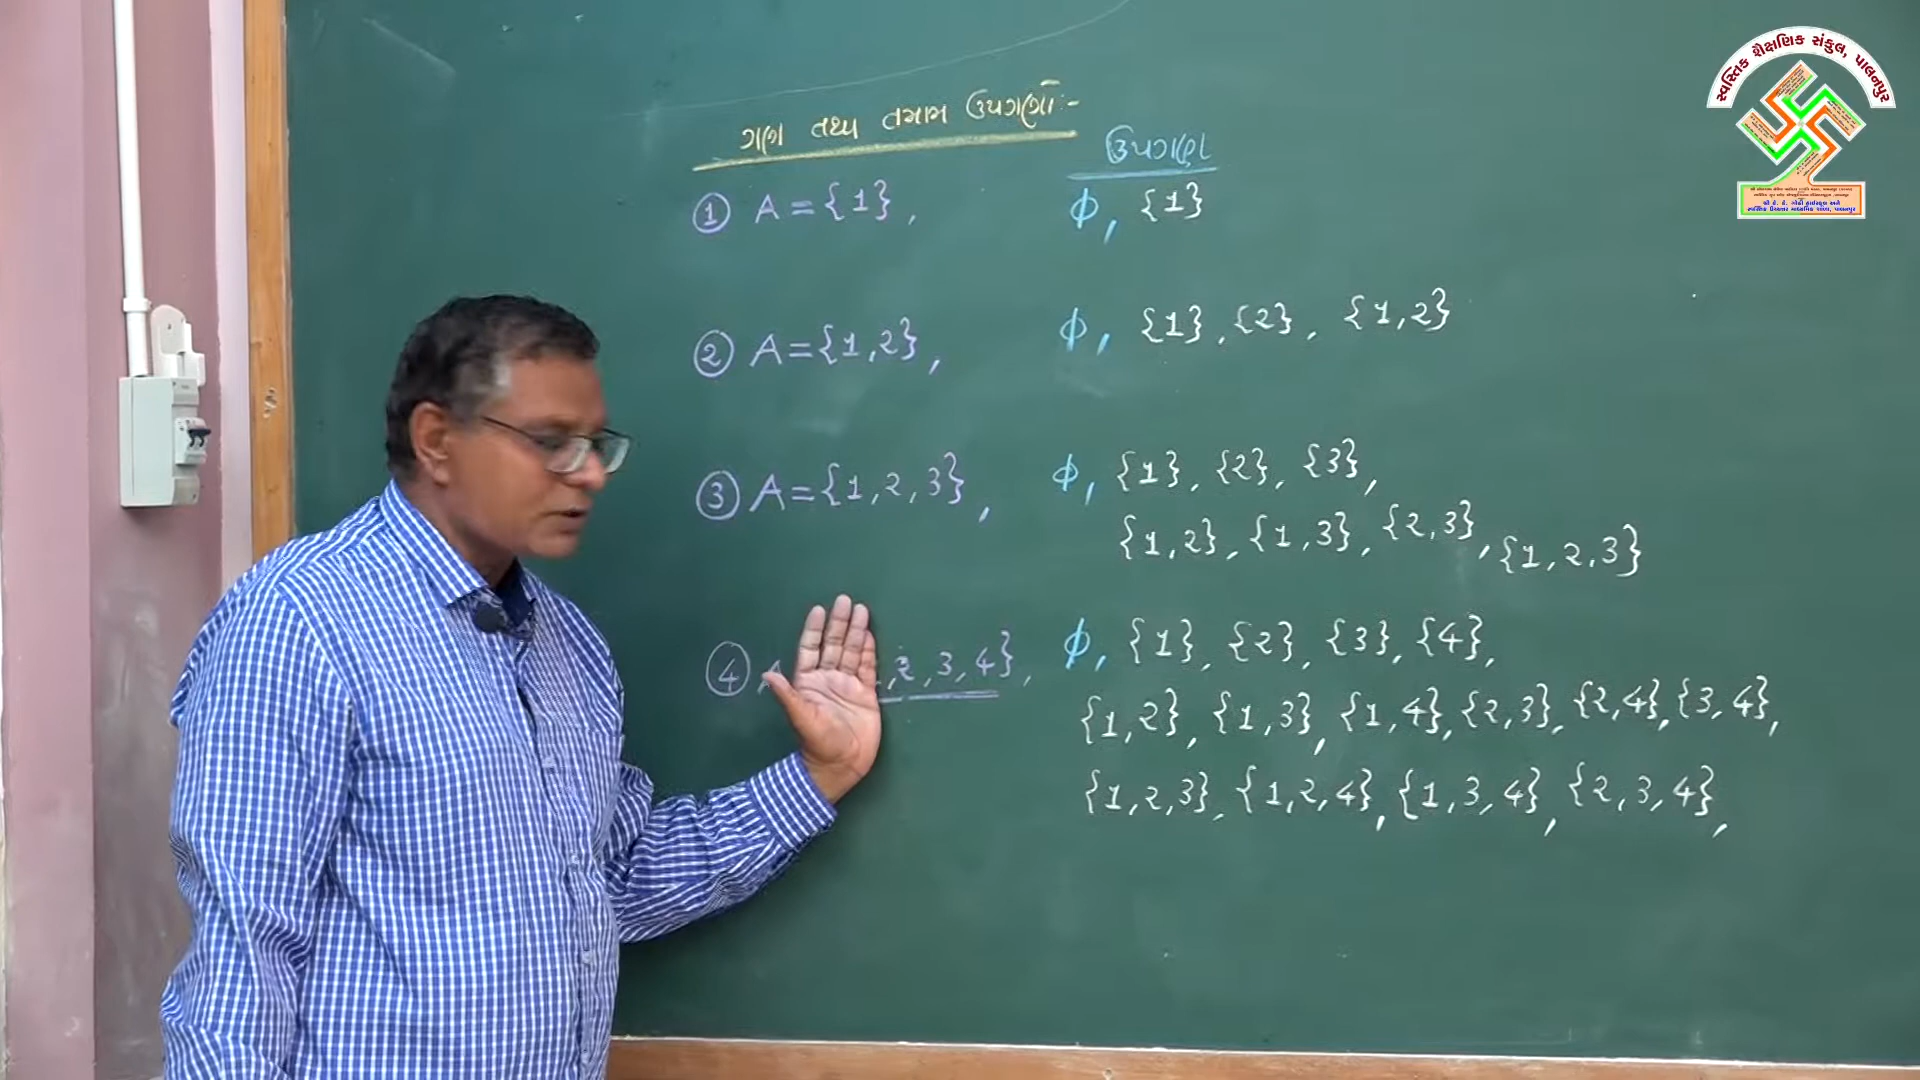 સ્વસ્તિક શૈક્ષણિક સંકુલ, પાલનપુર
ગણ તથા તમામ ઉપગણો:-
ઉપગણ
① A={1}, ϕ, {1}
② A={1,2}, ϕ, {1}, {2}, {1,2}
③ A={1,2,3}, ϕ, {1}, {2}, {3},
{1,2}, {1,3}, {2,3}, {1,2,3}
④ A ,2,3,4}, ϕ, {1}, {2}, {3}, {4},
{1,2}, {1,3}, {1,4}, {2,3}, {2,4}, {3,4},
{1,2,3}, {1,2,4}, {1,3,4}, {2,3,4},